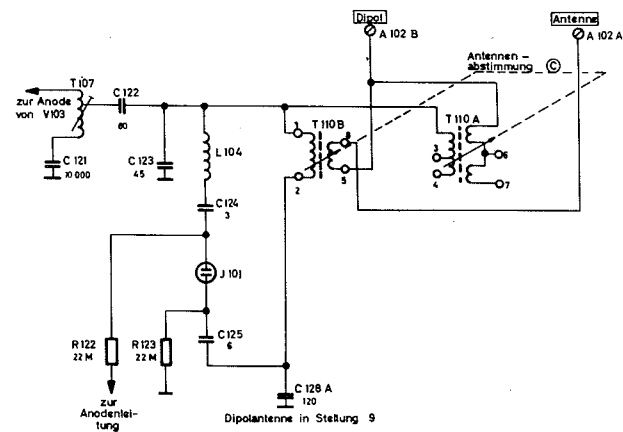 Dipol
Antenne
A 102 B
A 102 A
Antennen-
abstimmung C
T107
zur Anode
von V103
C 122
60
T 110B
T 110 A
1
8
3
6
C 121
10 000
C 123
45
L 104
2
5
4
7
C 124
3
J 101
R 122
22 M
R 123
22 M
C 125
6
zur
Anodenlei-
tung
C 128 A
120
Dipolantenne in Stellung 9